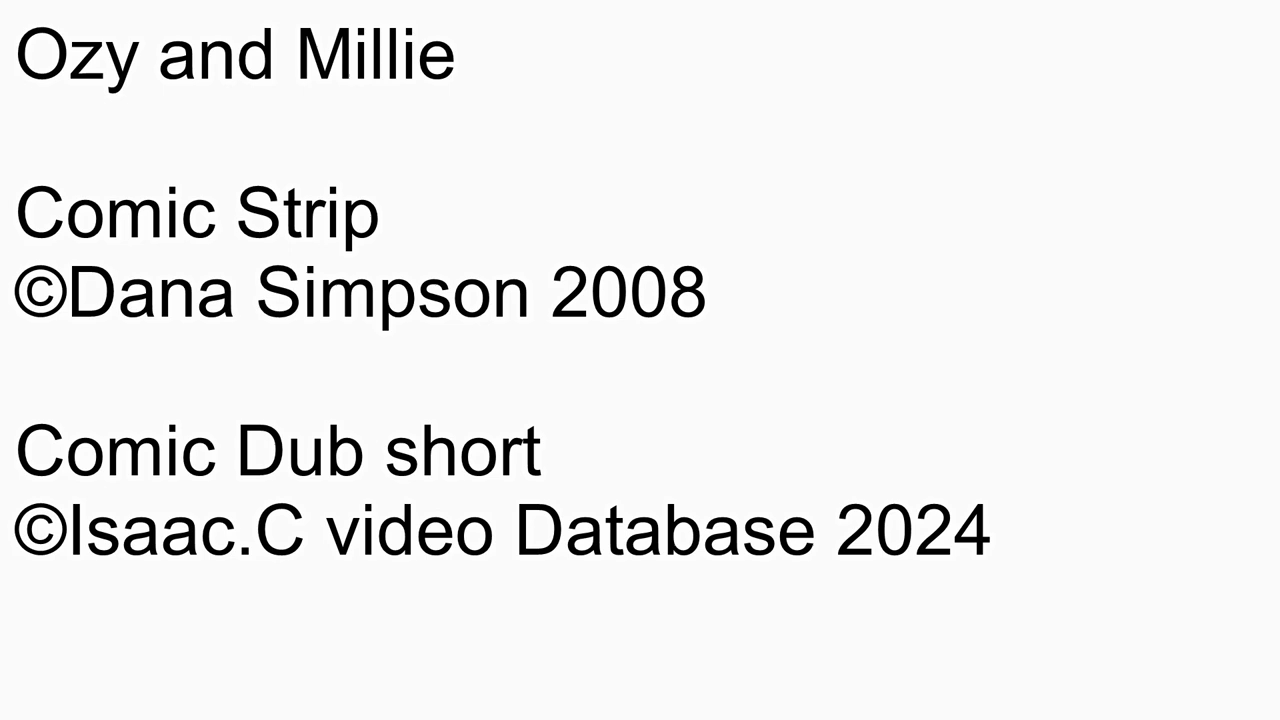 Ozy and Millie
Comic Strip
©Dana Simpson 2008
Comic Dub short
©Isaac.C video Database 2024